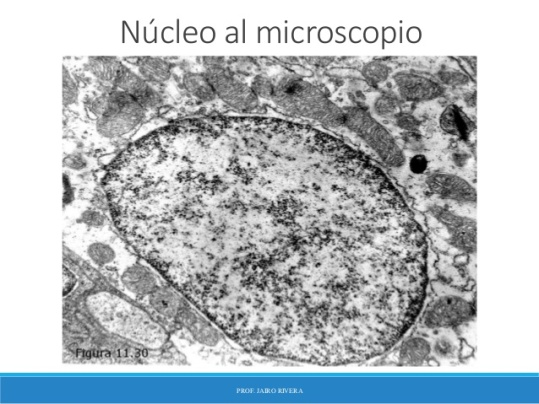 Núcleo al microscopio
Figura 11.30
PROF. JAIRO RIVERA